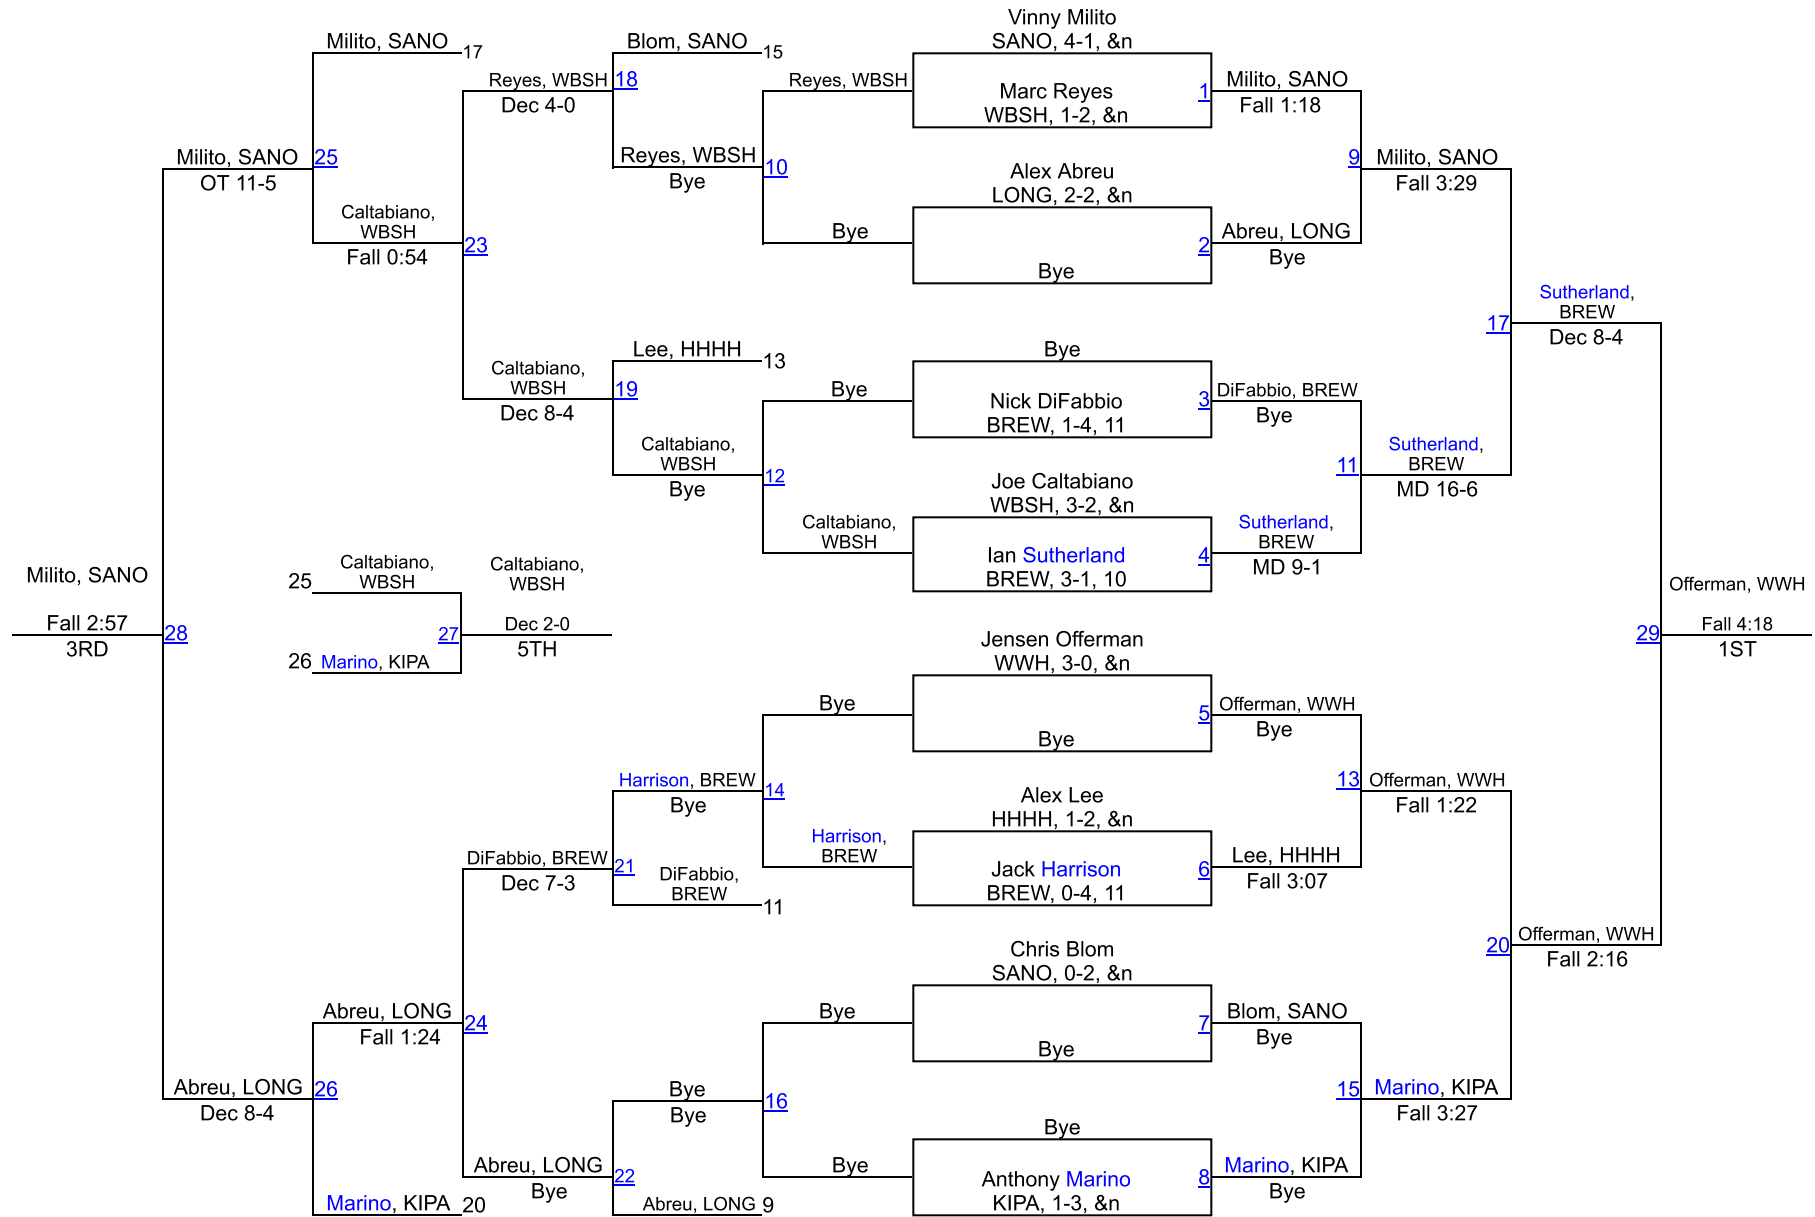 Vinny Milito
SANO, 4-1, &n
Milito, SANO
17
Blom, SANO
15
Reyes, WBSH
18
Dec 4-0
Reyes, WBSH
Marc Reyes
WBSH, 1-2, &n
1
Milito, SANO
Fall 1:18
Milito, SANO
25
OT 11-5
Reyes, WBSH
10
Bye
Alex Abreu
LONG, 2-2, &n
9
Milito, SANO
Fall 3:29
Caltabiano,
WBSH
23
Fall 0:54
Bye
Bye
2
Abreu, LONG
Bye
Sutherland,
BREW
17
Dec 8-4
Lee, HHHH
13
Caltabiano,
WBSH
19
Dec 8-4
Bye
Bye
Nick DiFabbio
BREW, 1-4, 11
3
DiFabbio, BREW
Bye
Caltabiano,
WBSH
12
Bye
Joe Caltabiano
WBSH, 3-2, &n
11
Sutherland,
BREW
MD 16-6
Caltabiano,
WBSH
Ian Sutherland
BREW, 3-1, 10
4
Sutherland,
BREW
MD 9-1
Milito, SANO
Fall 2:57
28
3RD
25
Caltabiano,
WBSH
27
26
Marino, KIPA
Caltabiano,
WBSH
Dec 2-0
5TH
Offerman, WWH
29
Fall 4:18
1ST
Jensen Offerman
WWH, 3-0, &n
Bye
Bye
5
Offerman, WWH
Bye
Harrison, BREW
14
Bye
Alex Lee
HHHH, 1-2, &n
13
Offerman, WWH
Fall 1:22
Harrison,
BREW
Jack Harrison
BREW, 0-4, 11
6
Lee, HHHH
Fall 3:07
DiFabbio, BREW
21
Dec 7-3
DiFabbio,
BREW
11
Chris Blom
SANO, 0-2, &n
20
Offerman, WWH
Fall 2:16
Abreu, LONG
24
Fall 1:24
Bye
Bye
7
Blom, SANO
Bye
Abreu, LONG
26
Dec 8-4
Bye
16
Bye
15
Marino, KIPA
Fall 3:27
Bye
Abreu, LONG
22
Bye
Bye
Anthony Marino
KIPA, 1-3, &n
8
Marino, KIPA
Bye
Marino, KIPA
20
Abreu, LONG
9